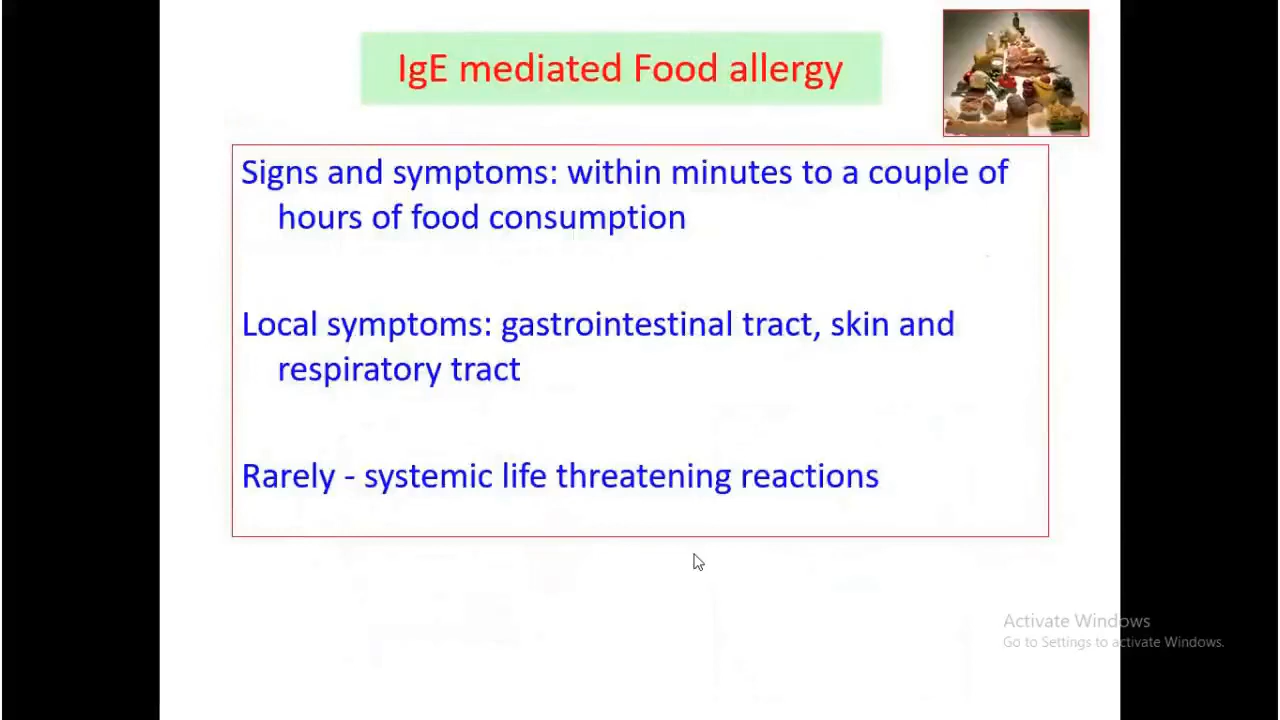 IgE mediated Food allergy
Signs and symptoms: within minutes to a couple of
hours of food consumption
Local symptoms: gastrointestinal tract, skin and
respiratory tract
Rarely - systemic life threatening reactions
Activate Windows
Go to Settings to activate Windows.